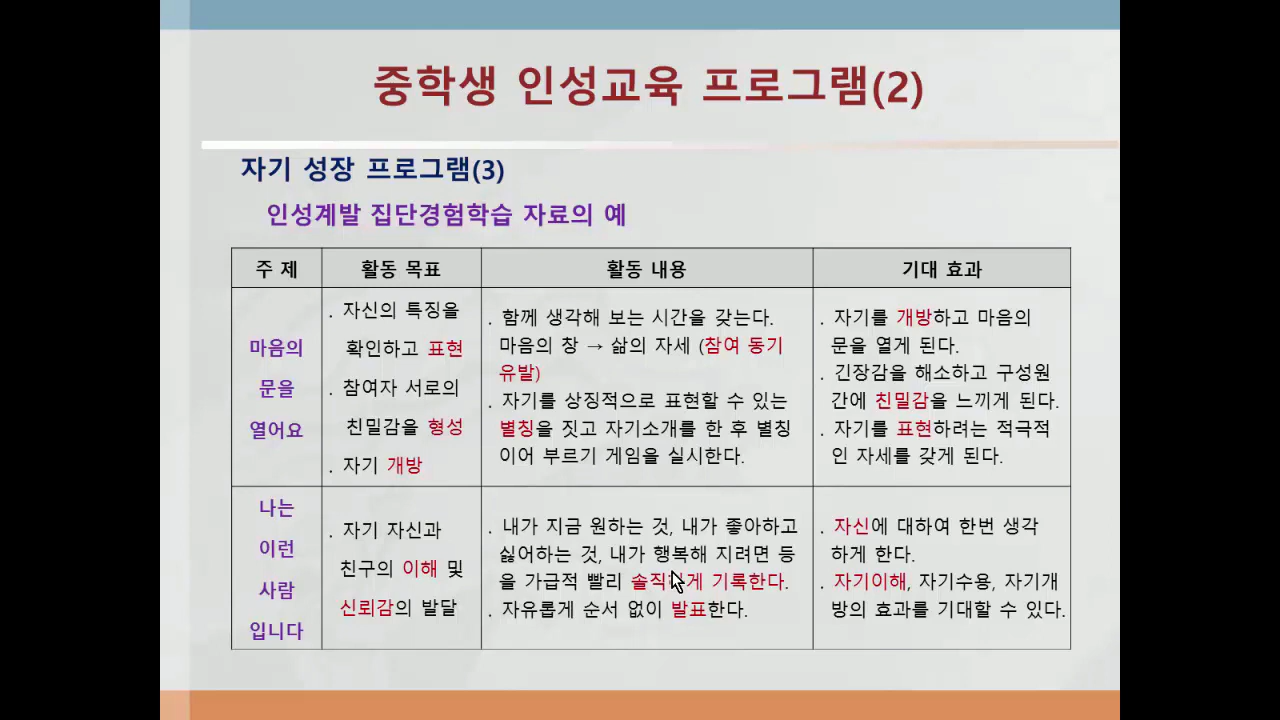 중학생 인성교육 프로그램(2)
자기 성장 프로그램(3)
인성계발 집단경험학습 자료의 예
주 제
활동 목표
활동 내용
기대 효과
마음의
문을
열어요
. 자신의 특징을
확인하고 표현
. 참여자 서로의
친밀감을 형성
. 자기 개방
. 함께 생각해 보는 시간을 갖는다.
마음의 창 → 삶의 자세 (참여 동기
유발)
. 자기를 상징적으로 표현할 수 있는
별칭을 짓고 자기소개를 한 후 별칭
이어 부르기 게임을 실시한다.
. 자기를 개방하고 마음의
문을 열게 된다.
. 긴장감을 해소하고 구성원
간에 친밀감을 느끼게 된다.
. 자기를 표현하려는 적극적
인 자세를 갖게 된다.
나는
이런
사람
입니다
. 자기 자신과
친구의 이해 및
신뢰감의 발달
. 내가 지금 원하는 것, 내가 좋아하고
싫어하는 것, 내가 행복해 지려면 등
을 가급적 빨리 솔직하게 기록한다.
. 자유롭게 순서 없이 발표한다.
. 자신에 대하여 한번 생각
하게 한다.
. 자기이해, 자기수용, 자기개
방의 효과를 기대할 수 있다.